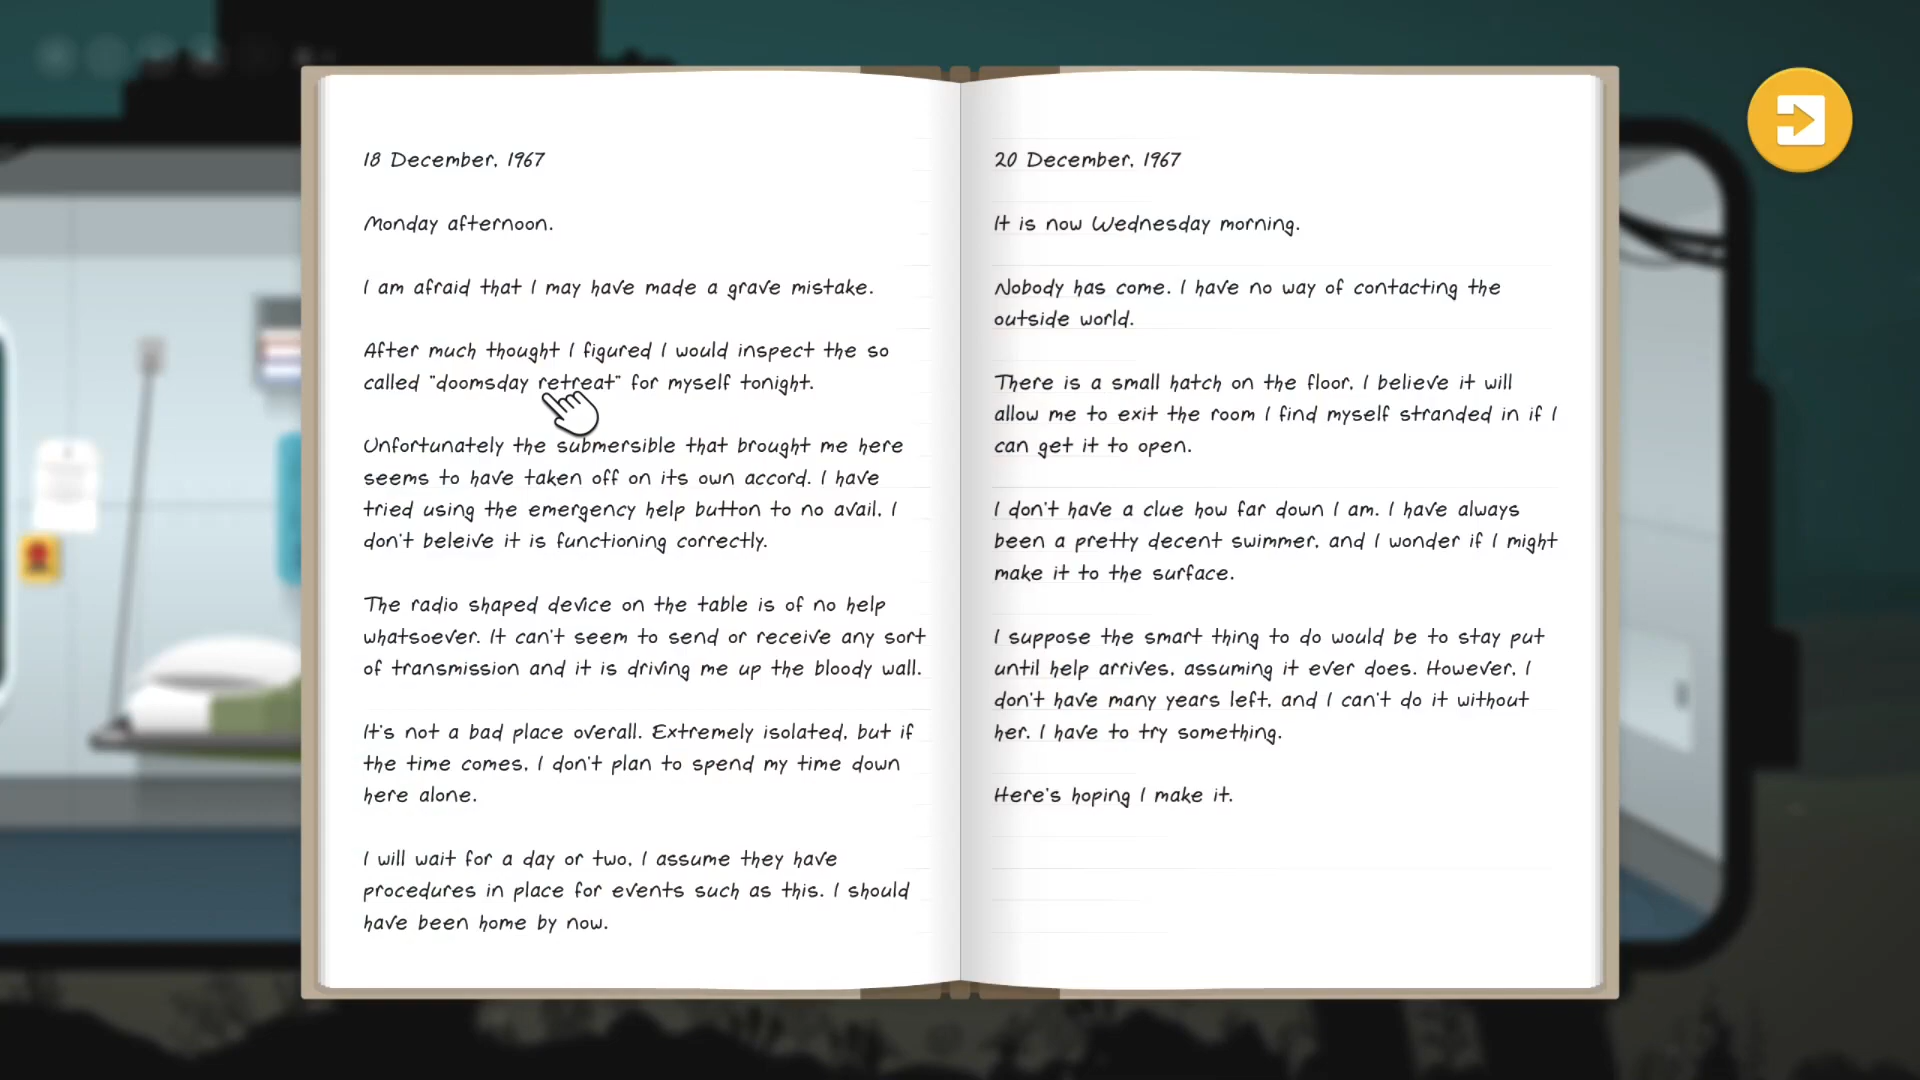 18 December, 1967
Monday afternoon.
I am afraid that I may have made a grave mistake.
After much thought I figured I would inspect the so
called "doomsday retreat" for myself tonight.
Unfortunately the submersible that brought me here
seems to have taken off on its own accord. I have
tried using the emergency help button to no avail, I
don't beleive it is functioning correctly.
The radio shaped device on the table is of no help
whatsoever. It can't seem to send or receive any sort
of transmission and it is driving me up the bloody wall.
It's not a bad place overall. Extremely isolated, but if
the time comes, I don't plan to spend my time down
here alone.
I will wait for a day or two, I assume they have
procedures in place for events such as this. I should
have been home by now.
20 December, 1967
It is now Wednesday morning.
Nobody has come. I have no way of contacting the
outside world.
There is a small hatch on the floor, I believe it will
allow me to exit the room I find myself stranded in if I
can get it to open.
I don't have a clue how far down I am. I have always
been a pretty decent swimmer, and I wonder if I might
make it to the surface.
I suppose the smart thing to do would be to stay put
until help arrives, assuming it ever does. However, I
don't have many years left, and I can't do it without
her. I have to try something.
Here's hoping I make it.